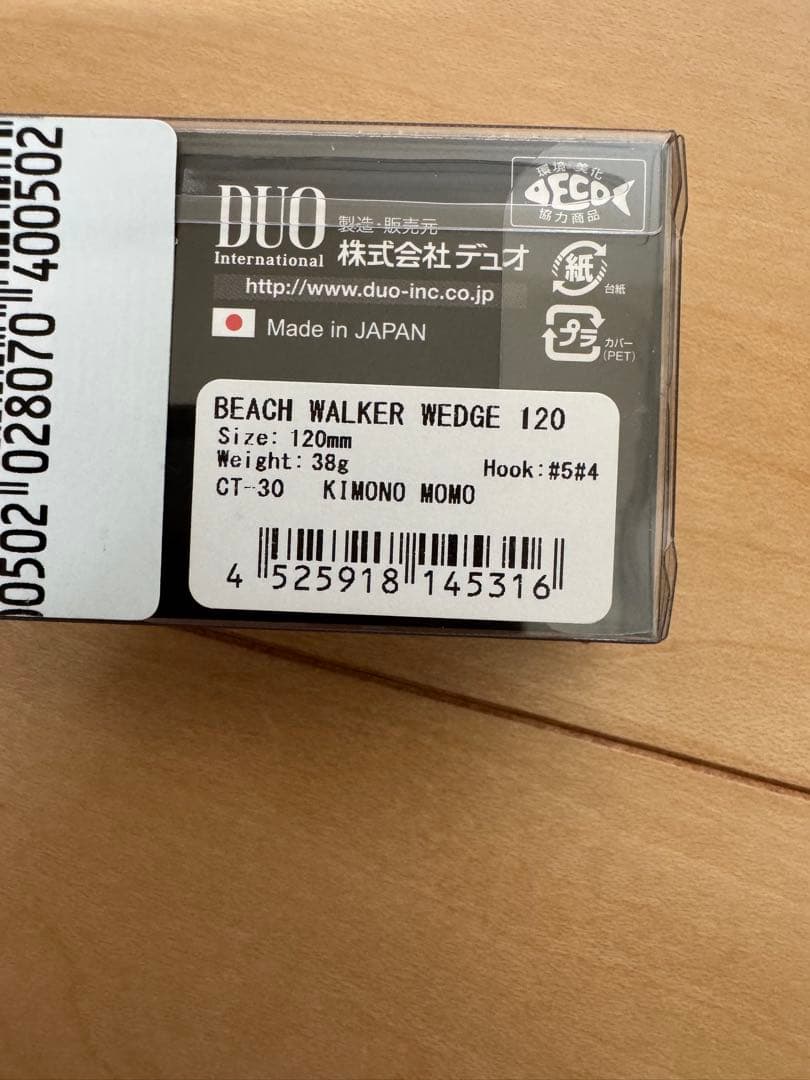 00502 028070 400502
DUO
International
製造・販売元
株式会社デュオ
http://www.duo-inc.co.jp
Made in JAPAN
環境・美化
DECO
協力商品
紙
台紙
プラ
カバー
(PET)
BEACH WALKER WEDGE 120
Size: 120mm
Weight: 38g
Hook: #5#4
CT-30 KIMONO MOMO
4 525918 145316